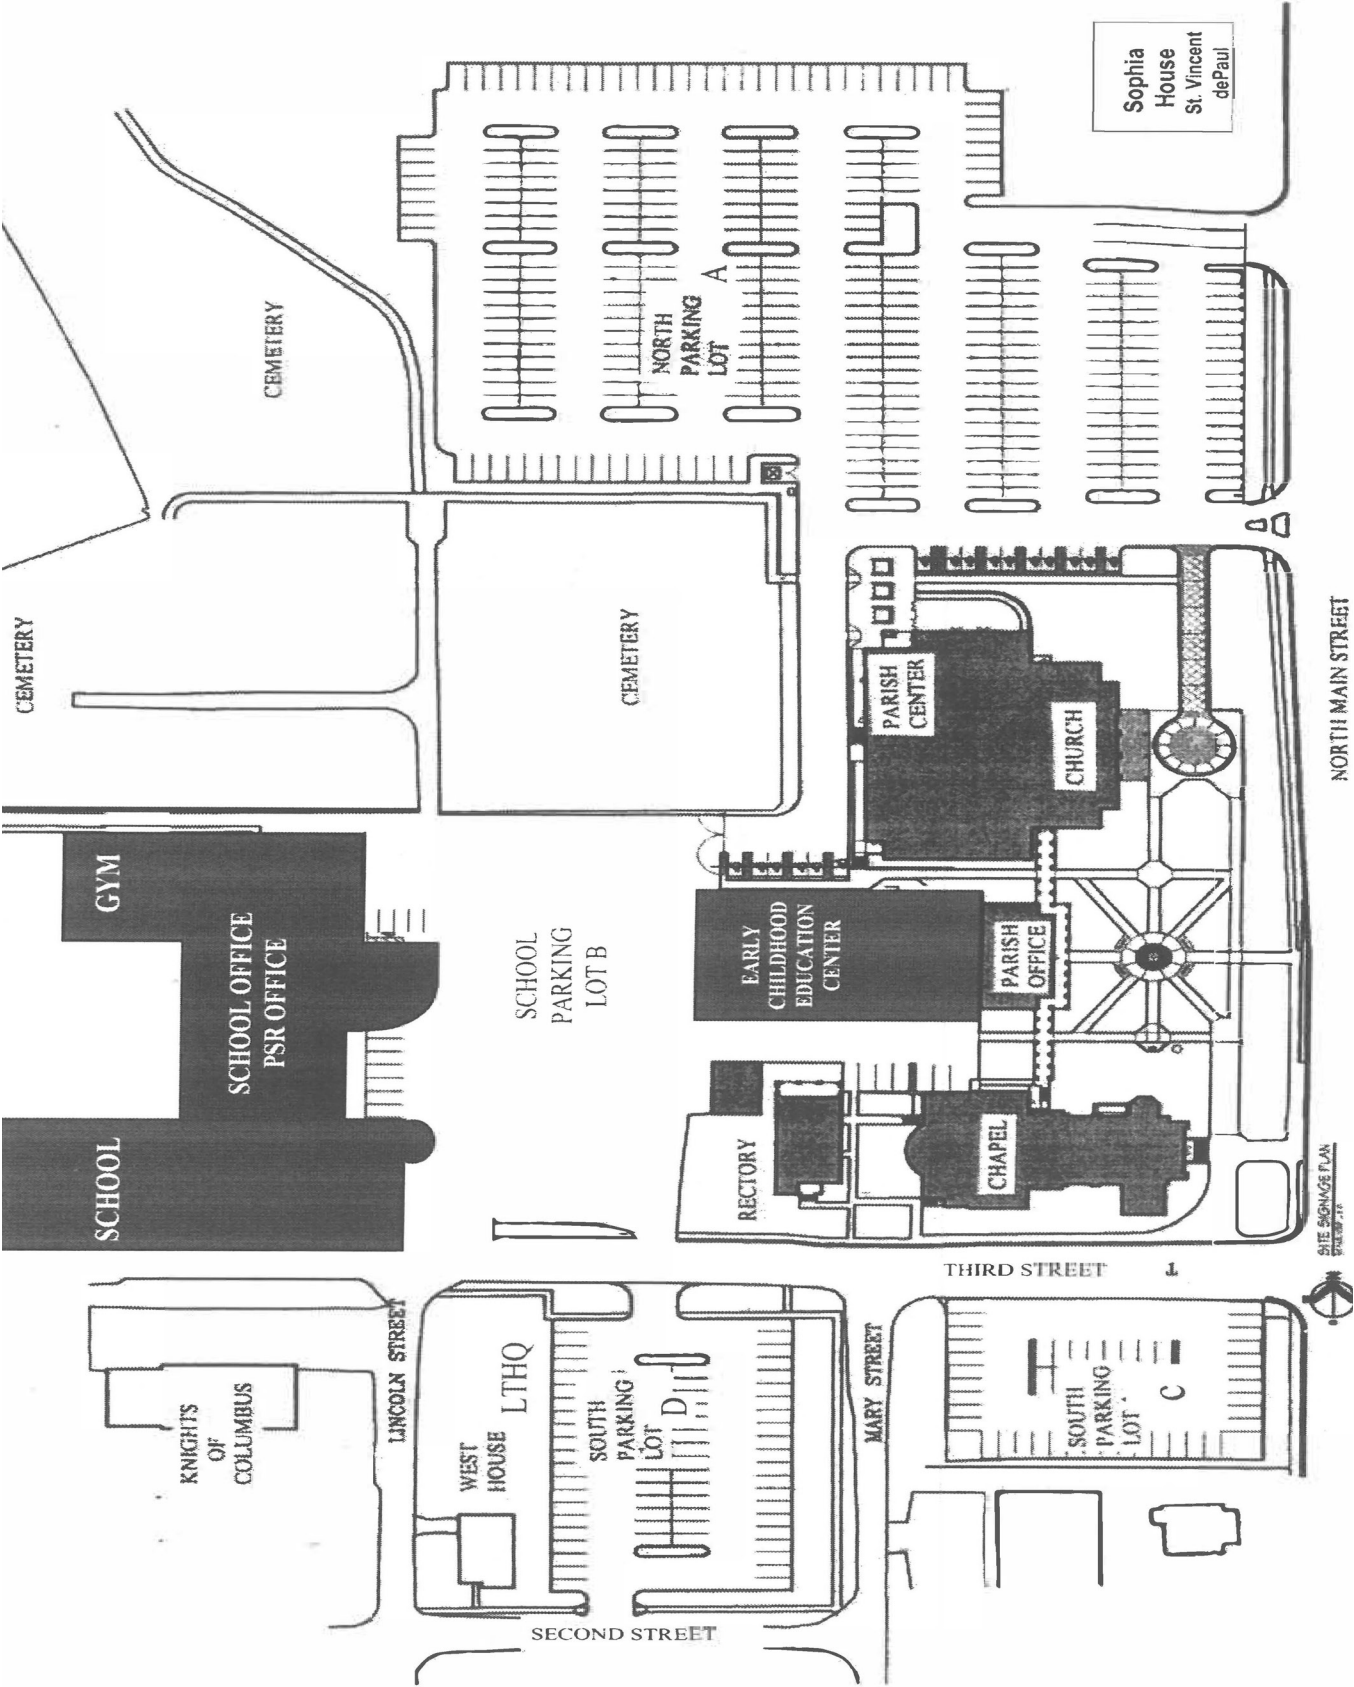 Sophia
House
St. Vincent
dePaul
CEMETERY
NORTH
PARKING
LOT
A
CEMETERY
CEMETERY
PARISH
CENTER
CHURCH
NORTH MAIN STREET
GYM
SCHOOL OFFICE
PSR OFFICE
SCHOOL
PARKING
LOT B
EARLY
CHILDHOOD
EDUCATION
CENTER
PARISH
OFFICE
SCHOOL
RECTORY
CHAPEL
SITE SIGNAGE PLAN
THIRD STREET
1
LINCOLN STREET
KNIGHTS
OF
COLUMBUS
LTHQ
WEST
HOUSE
SOUTH
PARKING
LOT
D
MARY STREET
SOUTH
PARKING
LOT
C
SECOND STREET